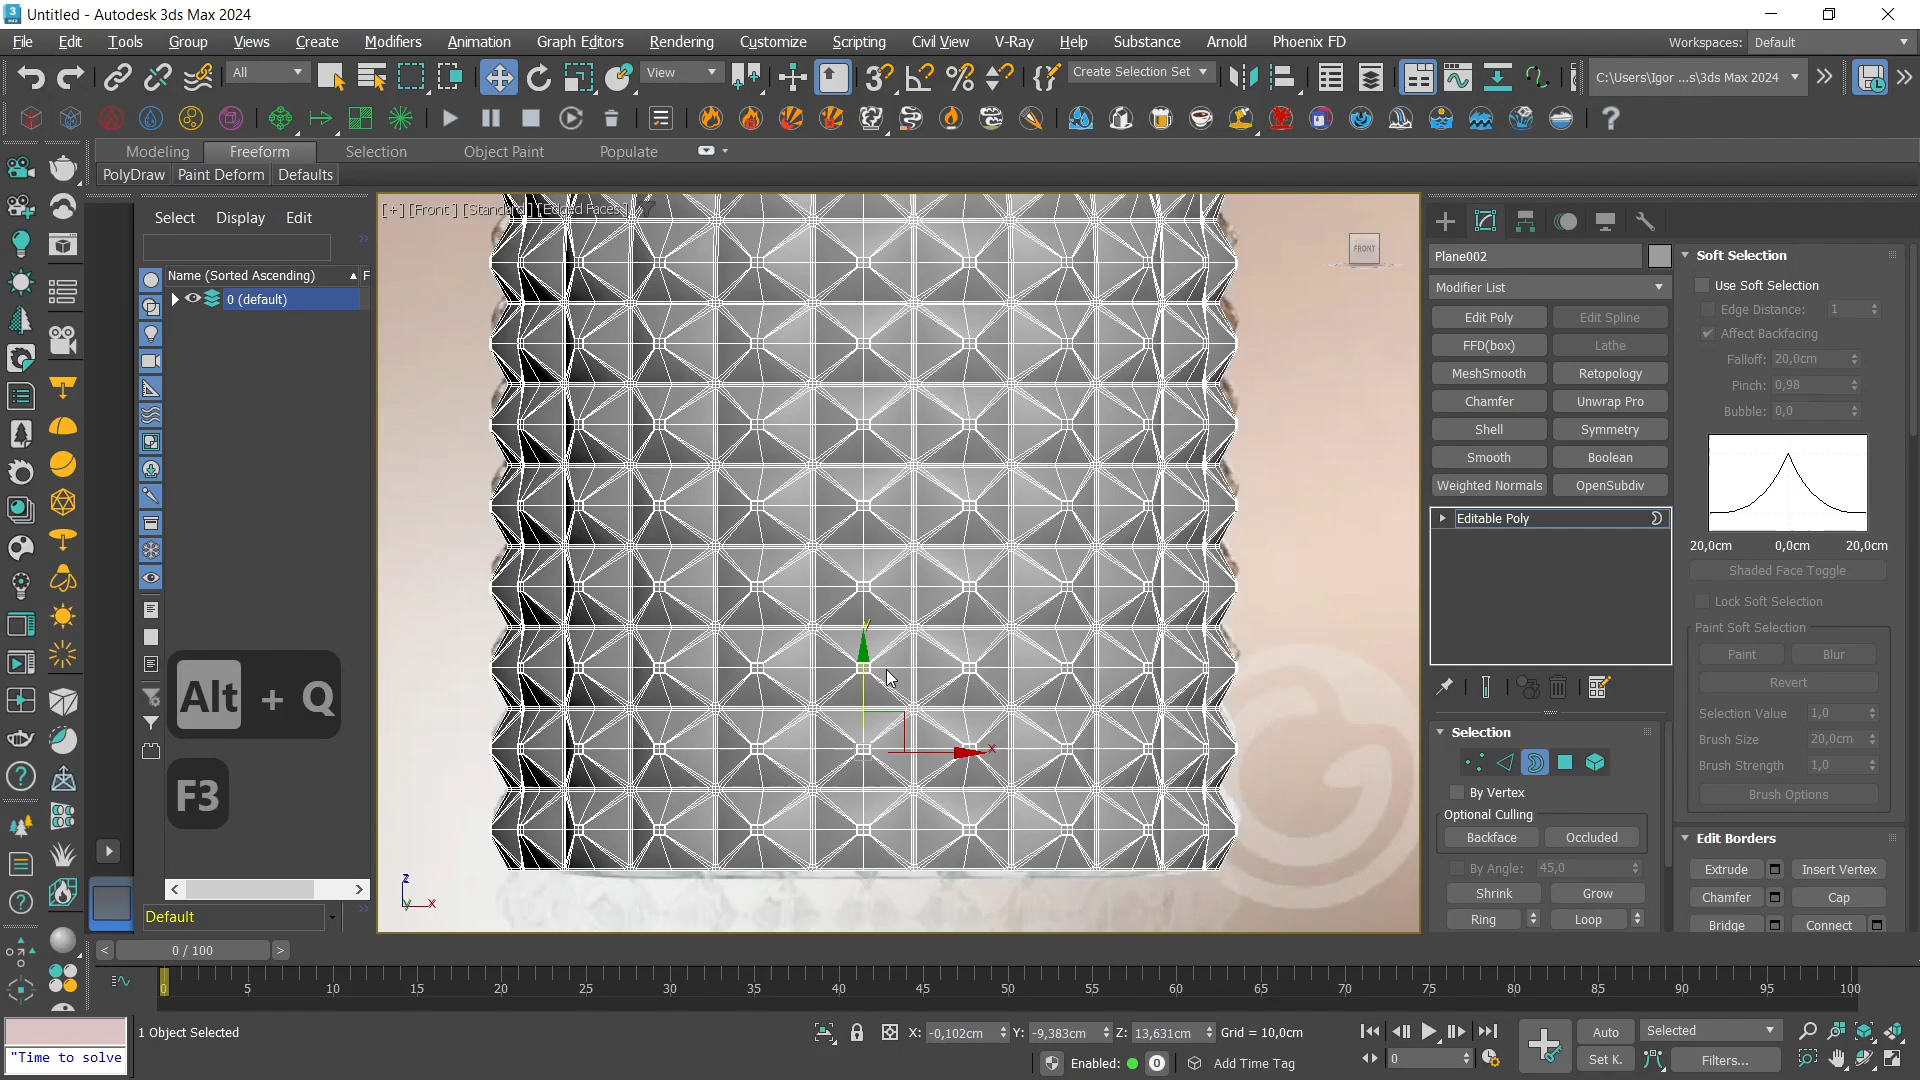 Untitled - Autodesk 3ds Max 2024
File Edit Tools Group Views Create Modifiers Animation Graph Editors Rendering Customize Scripting Civil View V-Ray Help Substance Arnold Phoenix FD Workspaces: Default
All View Create Selection Set C:\Users\Igor ...s\3ds Max 2024
Modeling Freeform Selection Object Paint Populate
PolyDraw Paint Deform Defaults
Select Display Edit
Name (Sorted Ascending) F
0 (default)
Alt + Q
F3
Default
[+] [Front] [Standard] [Edged Faces]
FRONT
y
x
z
x
y
Plane002
Modifier List
Edit Poly Edit Spline
FFD(box) Lathe
MeshSmooth Retopology
Chamfer Unwrap Pro
Shell Symmetry
Smooth Boolean
Weighted Normals OpenSubdiv
Editable Poly
Selection
By Vertex
Optional Culling
Backface Occluded
By Angle: 45,0
Shrink Grow
Ring Loop
Soft Selection
Use Soft Selection
Edge Distance: 1
Affect Backfacing
Falloff: 20,0cm
Pinch: 0,98
Bubble: 0,0
20,0cm 0,0cm 20,0cm
Shaded Face Toggle
Lock Soft Selection
Paint Soft Selection
Paint Blur
Revert
Selection Value 1,0
Brush Size 20,0cm
Brush Strength 1,0
Brush Options
Edit Borders
Extrude Insert Vertex
Chamfer Cap
Bridge Connect
< 0 / 100 >
0 5 10 15 20 25 30 35 40 45 50 55 60 65 70 75 80 85 90 95 100
"Time to solve
1 Object Selected
X: -0,102cm Y: -9,383cm Z: 13,631cm Grid = 10,0cm
Enabled: 0 Add Time Tag
0
Auto Selected
Set K. Filters...